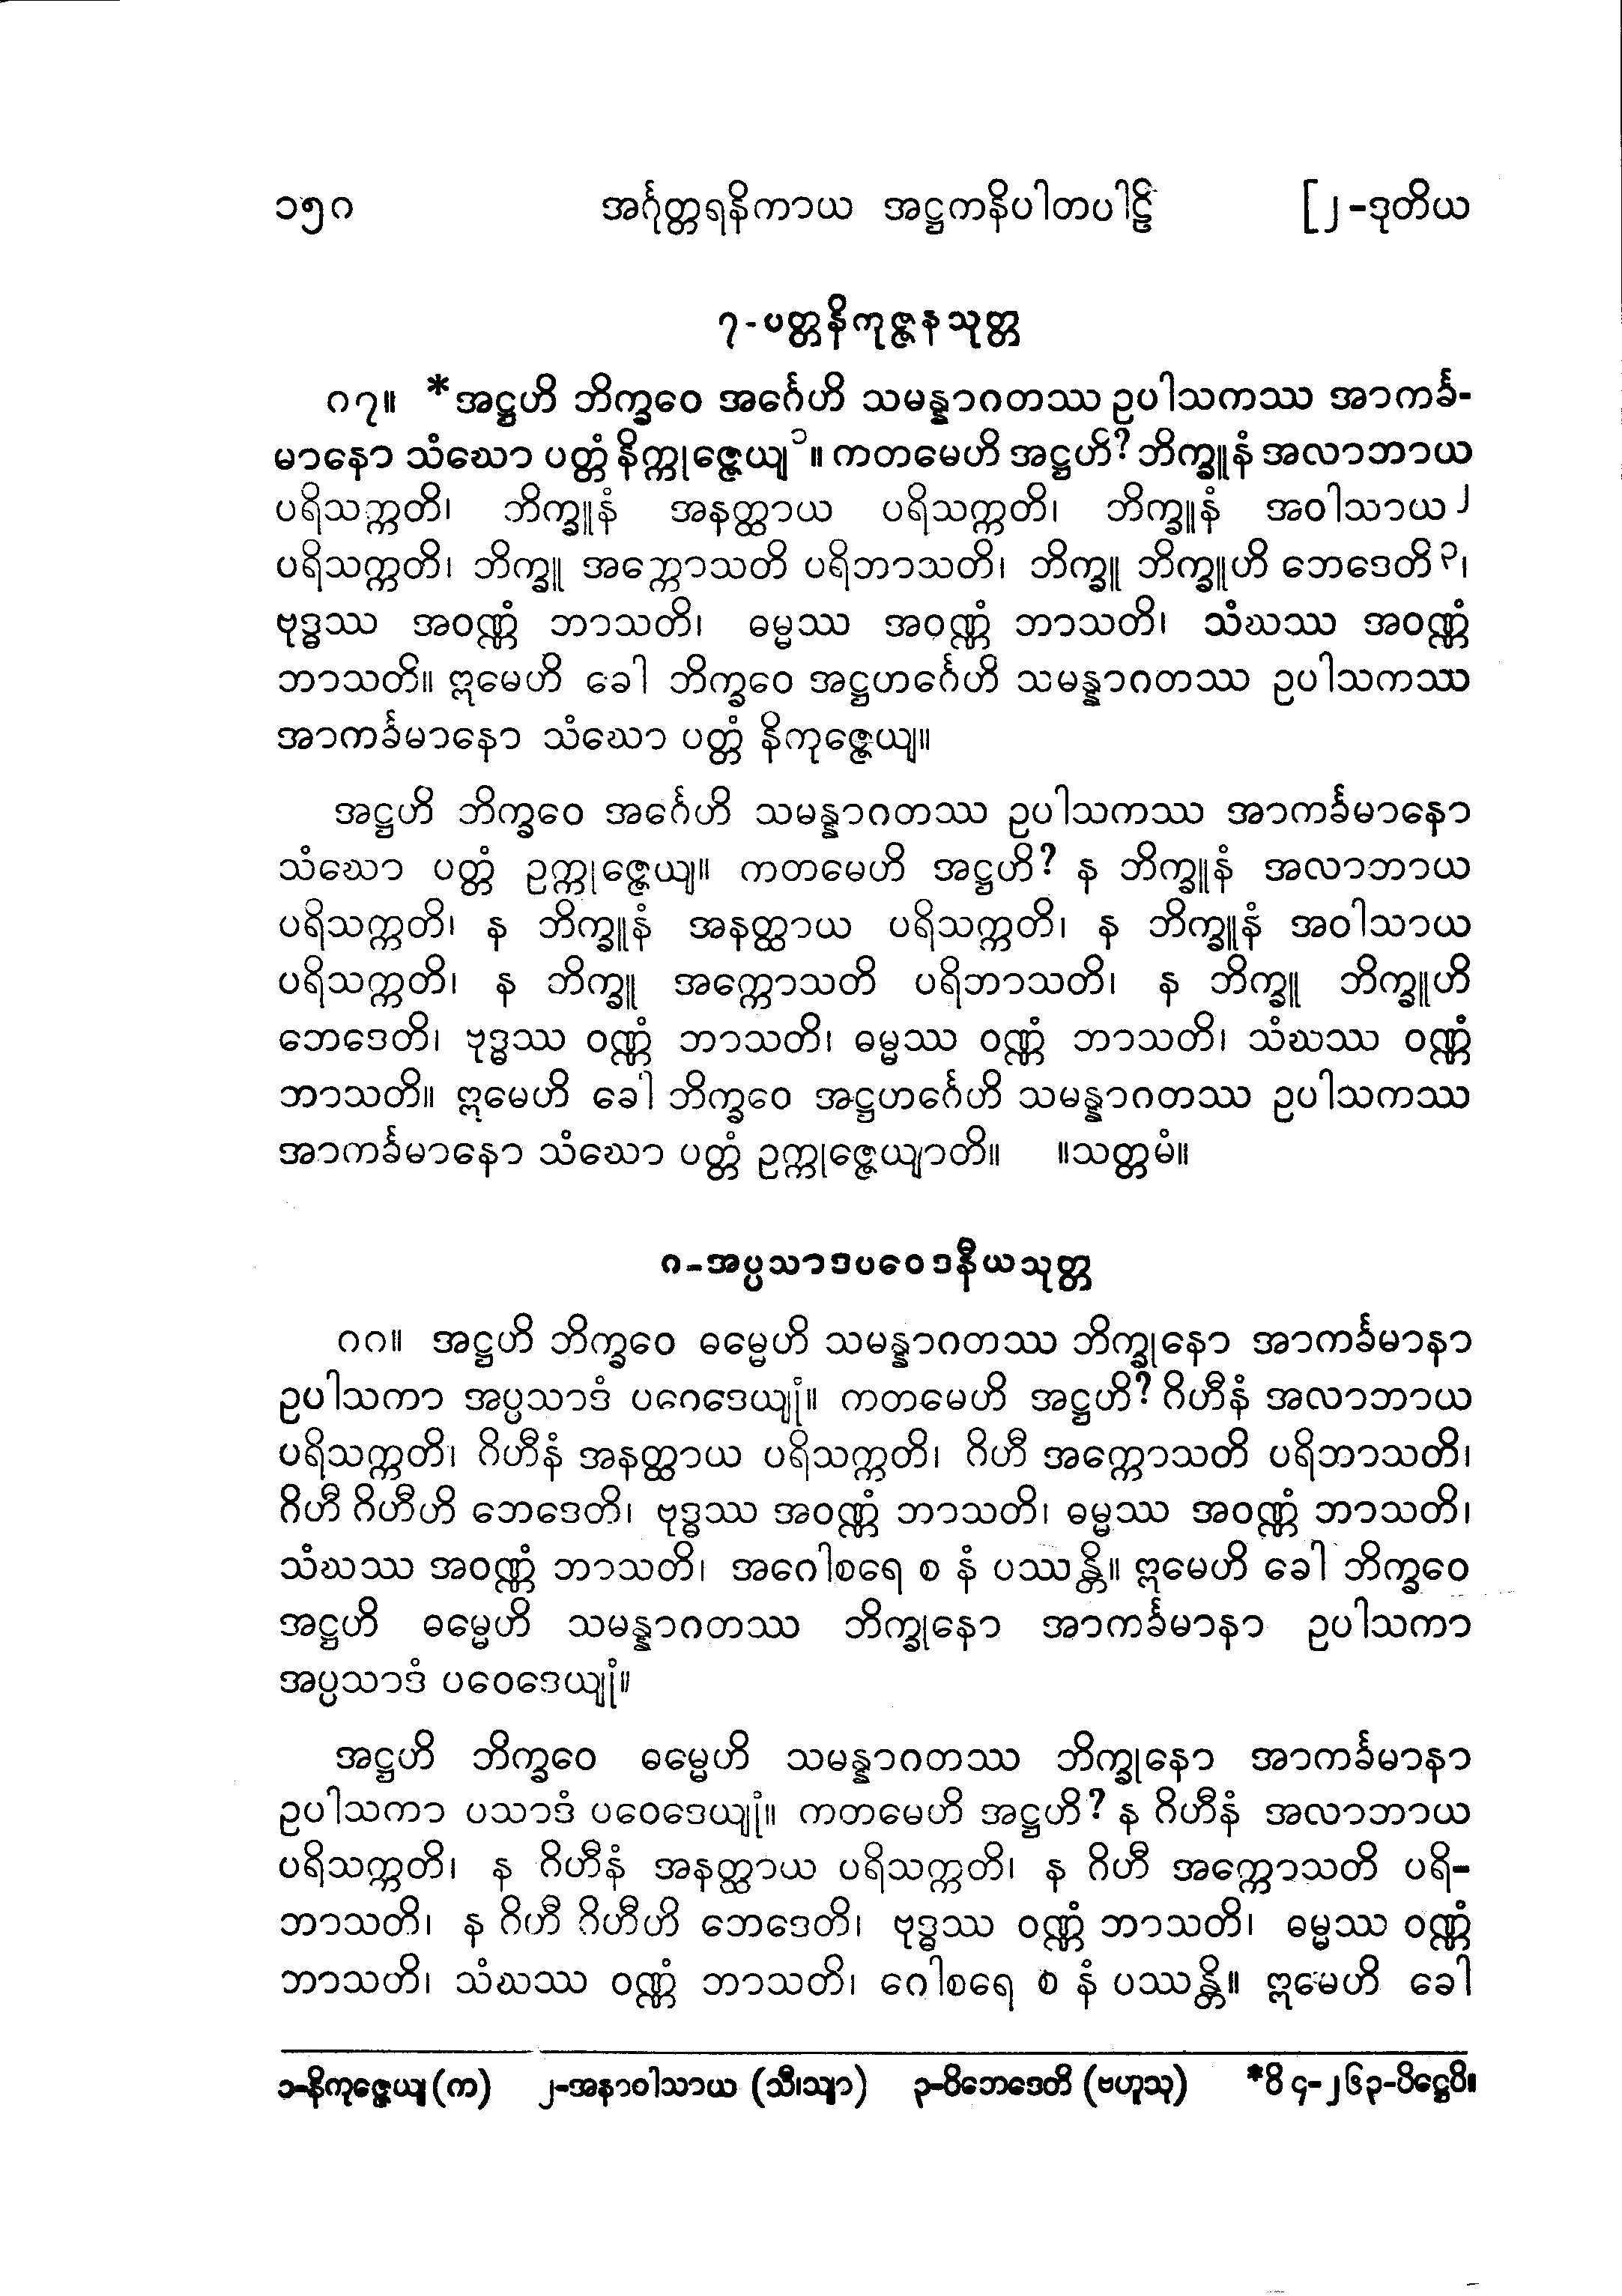 ၁၅၈ အင်္ဂုတ္တရနိကာယ အဋ္ဌကနိပါတပါဠိ [၂-ဒုတိယ
၇-ပတ္တနိကုဇ္ဇနသုတ္တ
၈၇။ *အဋ္ဌဟိ ဘိက္ခဝေ အင်္ဂေဟိ သမန္နာဂတဿ ဥပါသကဿ အာကင်္ခ-
မာနော သံဃော ပတ္တံ နိက္ကုဇ္ဇေယျ၁။ ကတမေဟိ အဋ္ဌဟိ? ဘိက္ခူနံ အလာဘာယ
ပရိသက္ကတိ၊ ဘိက္ခူနံ အနတ္ထာယ ပရိသက္ကတိ၊ ဘိက္ခူနံ အဝါသာယ၂
ပရိသက္ကတိ၊ ဘိက္ခူ အက္ကောသတိ ပရိဘာသတိ၊ ဘိက္ခူ ဘိက္ခူဟိ ဘေဒေတိ၃၊
ဗုဒ္ဓဿ အဝဏ္ဏံ ဘာသတိ၊ ဓမ္မဿ အဝဏ္ဏံ ဘာသတိ၊ သံဃဿ အဝဏ္ဏံ
ဘာသတိ။ ဣမေဟိ ခေါ ဘိက္ခဝေ အဋ္ဌဟင်္ဂေဟိ သမန္နာဂတဿ ဥပါသကဿ
အာကင်္ခမာနော သံဃော ပတ္တံ နိကုဇ္ဇေယျ။
အဋ္ဌဟိ ဘိက္ခဝေ အင်္ဂေဟိ သမန္နာဂတဿ ဥပါသကဿ အာကင်္ခမာနော
သံဃော ပတ္တံ ဥက္ကုဇ္ဇေယျ။ ကတမေဟိ အဋ္ဌဟိ? န ဘိက္ခူနံ အလာဘာယ
ပရိသက္ကတိ၊ န ဘိက္ခူနံ အနတ္ထာယ ပရိသက္ကတိ၊ န ဘိက္ခူနံ အဝါသာယ
ပရိသက္ကတိ၊ န ဘိက္ခူ အက္ကောသတိ ပရိဘာသတိ၊ န ဘိက္ခူ ဘိက္ခူဟိ
ဘေဒေတိ၊ ဗုဒ္ဓဿ ဝဏ္ဏံ ဘာသတိ၊ ဓမ္မဿ ဝဏ္ဏံ ဘာသတိ၊ သံဃဿ ဝဏ္ဏံ
ဘာသတိ။ ဣမေဟိ ခေါ ဘိက္ခဝေ အဋ္ဌဟင်္ဂေဟိ သမန္နာဂတဿ ဥပါသကဿ
အာကင်္ခမာနော သံဃော ပတ္တံ ဥက္ကုဇ္ဇေယျာတိ။ ။သတ္တမံ။
၈-အပ္ပသာဒပဝေဒနီယသုတ္တ
၈၈။ အဋ္ဌဟိ ဘိက္ခဝေ ဓမ္မေဟိ သမန္နာဂတဿ ဘိက္ခုနော အာကင်္ခမာနာ
ဥပါသကာ အပ္ပသာဒံ ပဂေဒေယျုံ။ ကတမေဟိ အဋ္ဌဟိ? ဂိဟီနံ အလာဘာယ
ပရိသက္ကတိ၊ ဂိဟီနံ အနတ္ထာယ ပရိသက္ကတိ၊ ဂိဟီ အက္ကောသတိ ပရိဘာသတိ၊
ဂိဟီ ဂိဟီဟိ ဘေဒေတိ၊ ဗုဒ္ဓဿ အဝဏ္ဏံ ဘာသတိ၊ ဓမ္မဿ အဝဏ္ဏံ ဘာသတိ၊
သံဃဿ အဝဏ္ဏံ ဘာသတိ၊ အဂေါစရေ စ နံ ပဿန္တိ။ ဣမေဟိ ခေါ ဘိက္ခဝေ
အဋ္ဌဟိ ဓမ္မေဟိ သမန္နာဂတဿ ဘိက္ခုနော အာကင်္ခမာနာ ဥပါသကာ
အပ္ပသာဒံ ပဝေဒေယျုံ။
အဋ္ဌဟိ ဘိက္ခဝေ ဓမ္မေဟိ သမန္နာဂတဿ ဘိက္ခုနော အာကင်္ခမာနာ
ဥပါသကာ ပသာဒံ ပဝေဒေယျုံ။ ကတမေဟိ အဋ္ဌဟိ? န ဂိဟီနံ အလာဘာယ
ပရိသက္ကတိ၊ န ဂိဟီနံ အနတ္ထာယ ပရိသက္ကတိ၊ န ဂိဟီ အက္ကောသတိ ပရိ-
ဘာသတိ၊ န ဂိဟီ ဂိဟီဟိ ဘေဒေတိ၊ ဗုဒ္ဓဿ ဝဏ္ဏံ ဘာသတိ၊ ဓမ္မဿ ဝဏ္ဏံ
ဘာသတိ၊ သံဃဿ ဝဏ္ဏံ ဘာသတိ၊ ဂေါစရေ စ နံ ပဿန္တိ။ ဣမေဟိ ခေါ
၁-နိကုဇ္ဇေယျ (က) ၂-အနာဝါသာယ (သီ၊သျာ) ၃-ဝိဘေဒေတိ (ဗဟူသု) *ဝိ ၄-၂၆၃-ပိဋ္ဌေပိ။